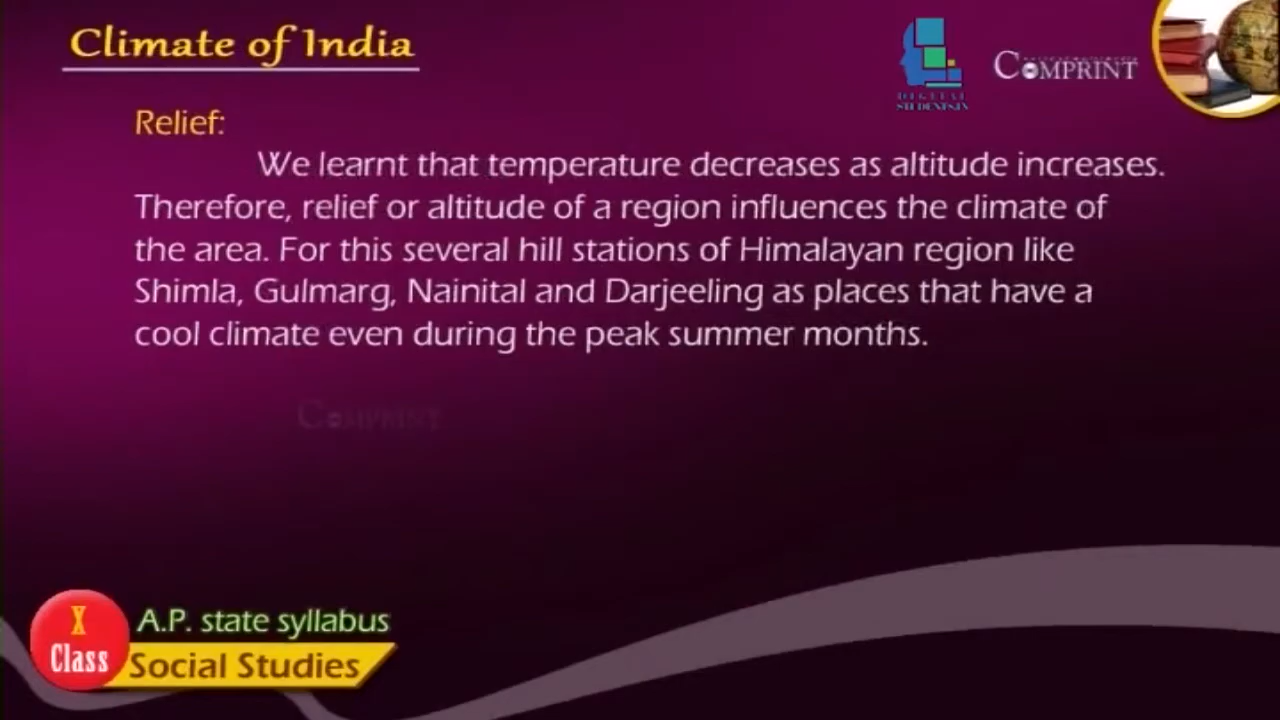 Climate of India
COMPRINT
Relief:
We learnt that temperature decreases as altitude increases.
Therefore, relief or altitude of a region influences the climate of
the area. For this several hill stations of Himalayan region like
Shimla, Gulmarg, Nainital and Darjeeling as places that have a
cool climate even during the peak summer months.
COMPRINT
X
Class
A.P. state syllabus
Social Studies